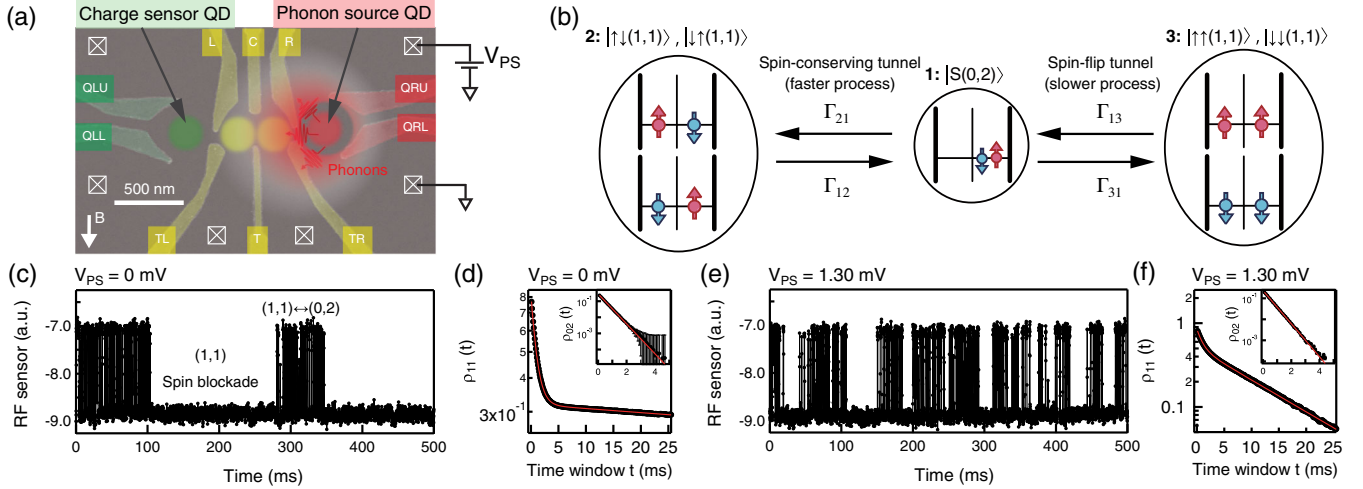 (a)
Charge sensor QD
Phonon source QD
L
C
R
V_PS
QLU
QRU
QLL
QRL
Phonons
500 nm
B
TL
T
TR
(b)
2: |↑↓(1,1)⟩ , |↓↑(1,1)⟩
3: |↑↑(1,1)⟩ , |↓↓(1,1)⟩
Spin-conserving tunnel
(faster process)
1: |S(0,2)⟩
Spin-flip tunnel
(slower process)
Γ21
Γ13
Γ12
Γ31
(c)
V_PS = 0 mV
RF sensor (a.u.)
-7.0
-8.0
-9.0
(1,1)↔(0,2)
(1,1)
Spin blockade
0 100 200 300 400 500
Time (ms)
(d)
V_PS = 0 mV
ρ11 (t)
8
6
4
3x10⁻¹
ρ02 (t)
10⁻¹
10⁻³
0 2 4
0 5 10 15 20 25
Time window t (ms)
(e)
V_PS = 1.30 mV
RF sensor (a.u.)
-7.0
-8.0
-9.0
0 100 200 300 400 500
Time (ms)
(f)
V_PS = 1.30 mV
ρ11 (t)
2
1
4
2
0.1
ρ02 (t)
10⁻¹
10⁻³
0 2 4
0 5 10 15 20 25
Time window t (ms)